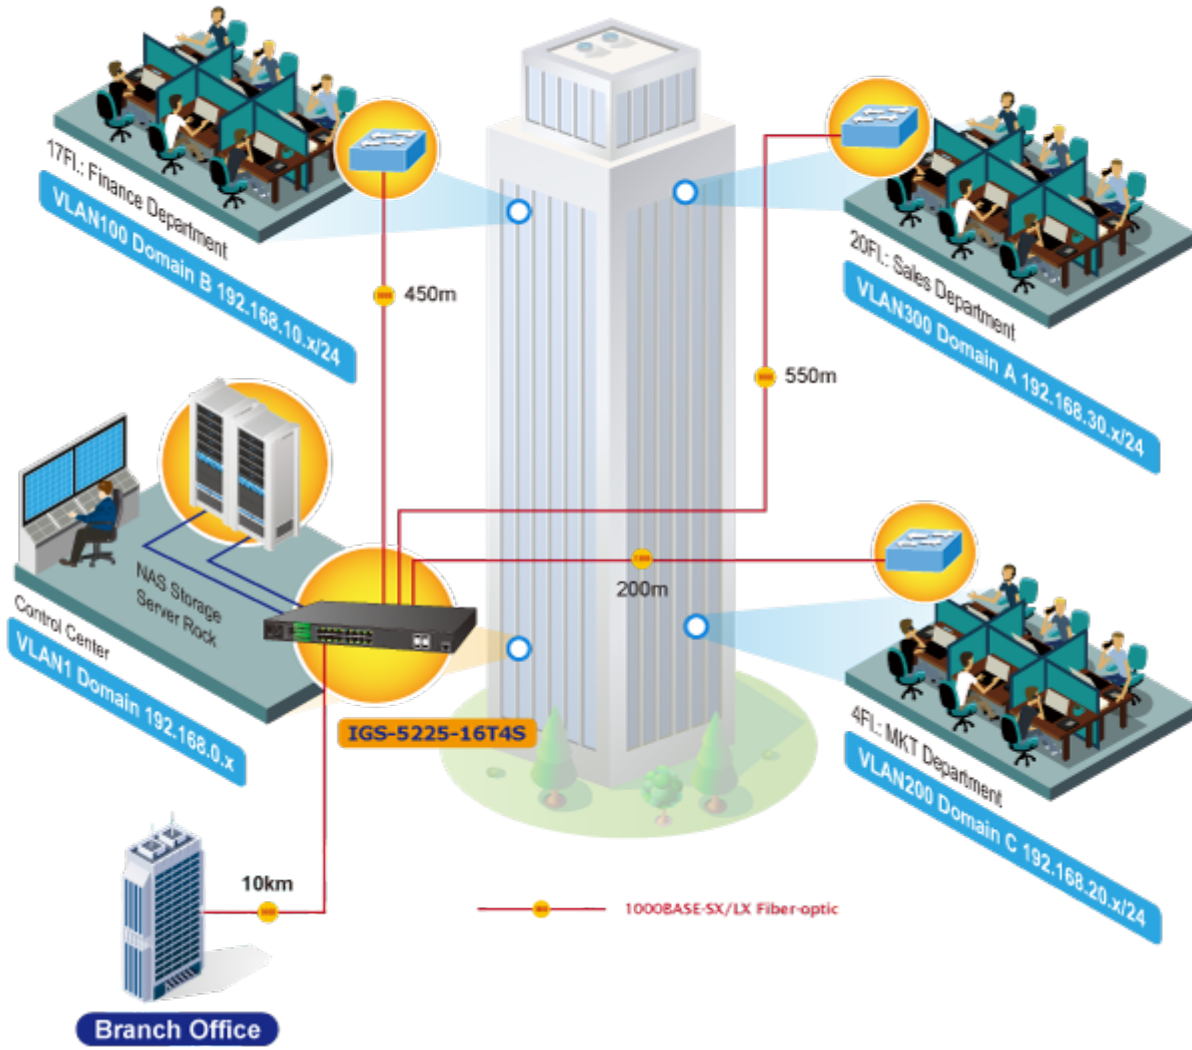 17Fl.: Finance Department
VLAN100 Domain B 192.168.10.x/24
450m
20Fl.: Sales Department
VLAN300 Domain A 192.168.30.x/24
550m
NAS Storage
Server Rock
Control Center
VLAN1 Domain 192.168.0.x
200m
IGS-5225-16T4S
4Fl.: MKT Department
VLAN200 Domain C 192.168.20.x/24
10km
1000BASE-SX/LX Fiber-optic
Branch Office